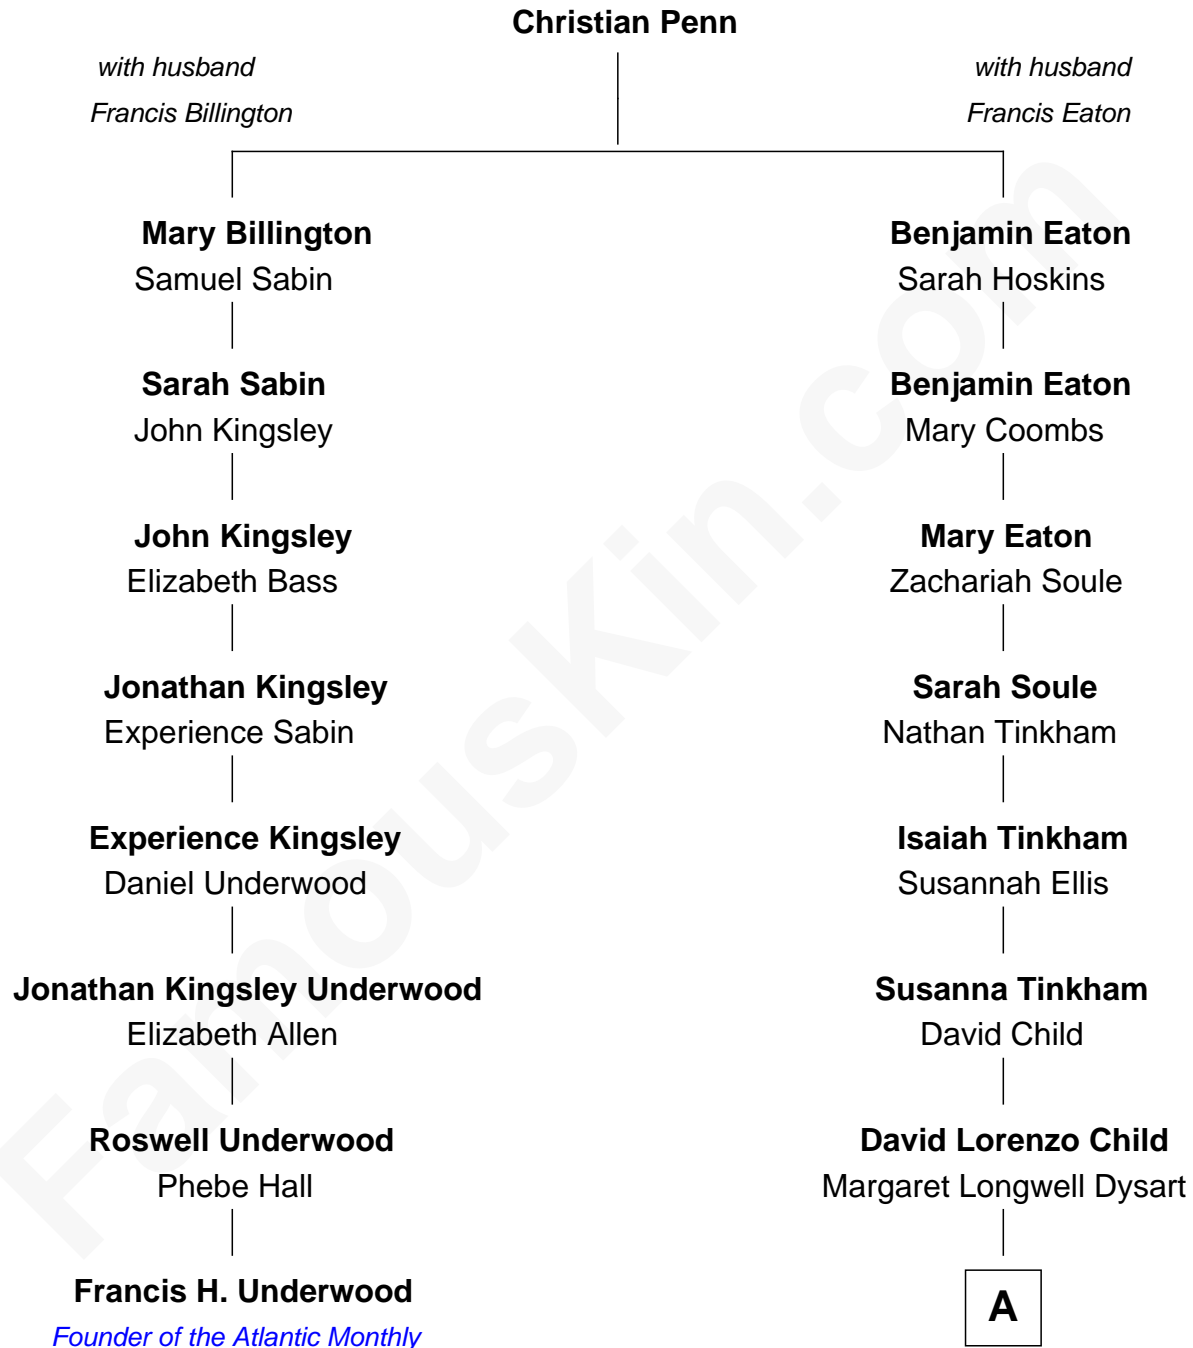 Christian Penn
with husband
Francis Billington
with husband
Francis Eaton
Mary Billington
Samuel Sabin
Benjamin Eaton
Sarah Hoskins
Sarah Sabin
John Kingsley
Benjamin Eaton
Mary Coombs
John Kingsley
Elizabeth Bass
Mary Eaton
Zachariah Soule
Jonathan Kingsley
Experience Sabin
Sarah Soule
Nathan Tinkham
Experience Kingsley
Daniel Underwood
Isaiah Tinkham
Susannah Ellis
Jonathan Kingsley Underwood
Elizabeth Allen
Susanna Tinkham
David Child
Roswell Underwood
Phebe Hall
David Lorenzo Child
Margaret Longwell Dysart
Francis H. Underwood
Founder of the Atlantic Monthly
A
FamousKin.com